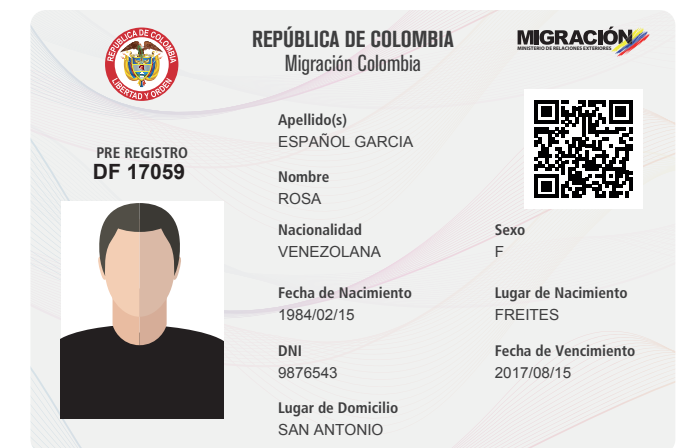 REPÚBLICA DE COLOMBIA
LIBERTAD Y ORDEN
REPÚBLICA DE COLOMBIA
Migración Colombia
MIGRACIÓN
MINISTERIO DE RELACIONES EXTERIORES
PRE REGISTRO
DF 17059
Apellido(s)
ESPAÑOL GARCIA
Nombre
ROSA
Nacionalidad
VENEZOLANA
Sexo
F
Fecha de Nacimiento
1984/02/15
Lugar de Nacimiento
FREITES
DNI
9876543
Fecha de Vencimiento
2017/08/15
Lugar de Domicilio
SAN ANTONIO